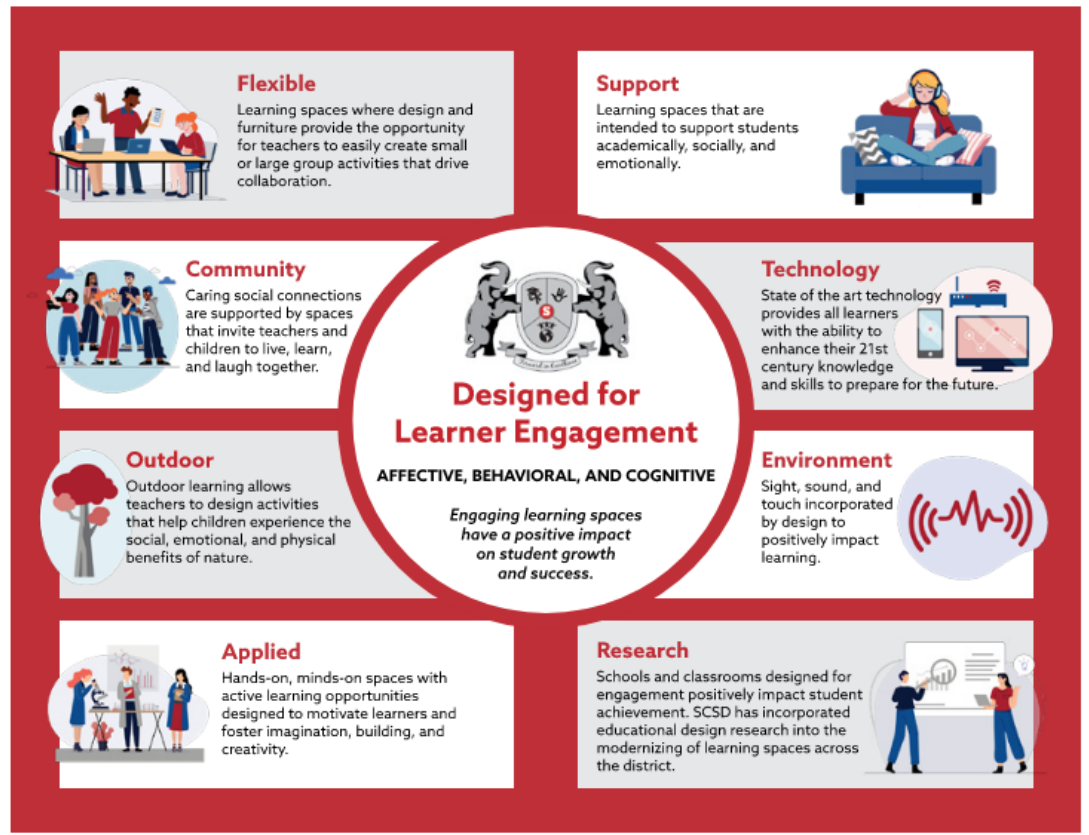 Flexible
Learning spaces where design and
furniture provide the opportunity
for teachers to easily create small
or large group activities that drive
collaboration.
Support
Learning spaces that are
intended to support students
academically, socially, and
emotionally.
Community
Caring social connections
are supported by spaces
that invite teachers and
children to live, learn,
and laugh together.
Technology
State of the art technology
provides all learners
with the ability to
enhance their 21st
century knowledge
and skills to prepare for the future.
S
Designed for
Learner Engagement
AFFECTIVE, BEHAVIORAL, AND COGNITIVE
Engaging learning spaces
have a positive impact
on student growth
and success.
Outdoor
Outdoor learning allows
teachers to design activities
that help children experience the
social, emotional, and physical
benefits of nature.
Environment
Sight, sound, and
touch incorporated
by design to
positively impact
learning.
Applied
Hands-on, minds-on spaces with
active learning opportunities
designed to motivate learners and
foster imagination, building, and
creativity.
Research
Schools and classrooms designed for
engagement positively impact student
achievement. SCSD has incorporated
educational design research into the
modernizing of learning spaces across
the district.